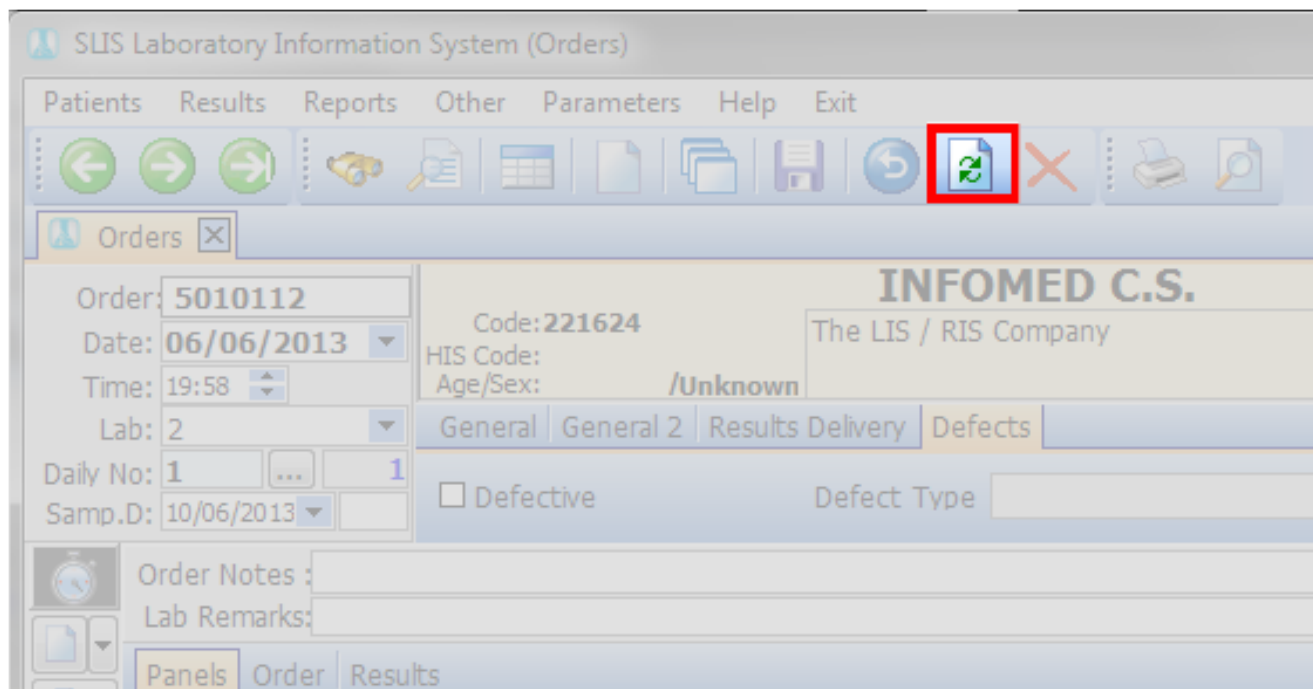 SLIS Laboratory Information System (Orders)
Patients Results Reports Other Parameters Help Exit
Orders
Order: 5010112
Date: 06/06/2013
Time: 19:58
Lab: 2
Daily No: 1 ... 1
Samp.D: 10/06/2013
INFOMED C.S.
Code: 221624
HIS Code:
Age/Sex: /Unknown
The LIS / RIS Company
General General 2 Results Delivery Defects
Defective Defect Type
Order Notes :
Lab Remarks:
Panels Order Results